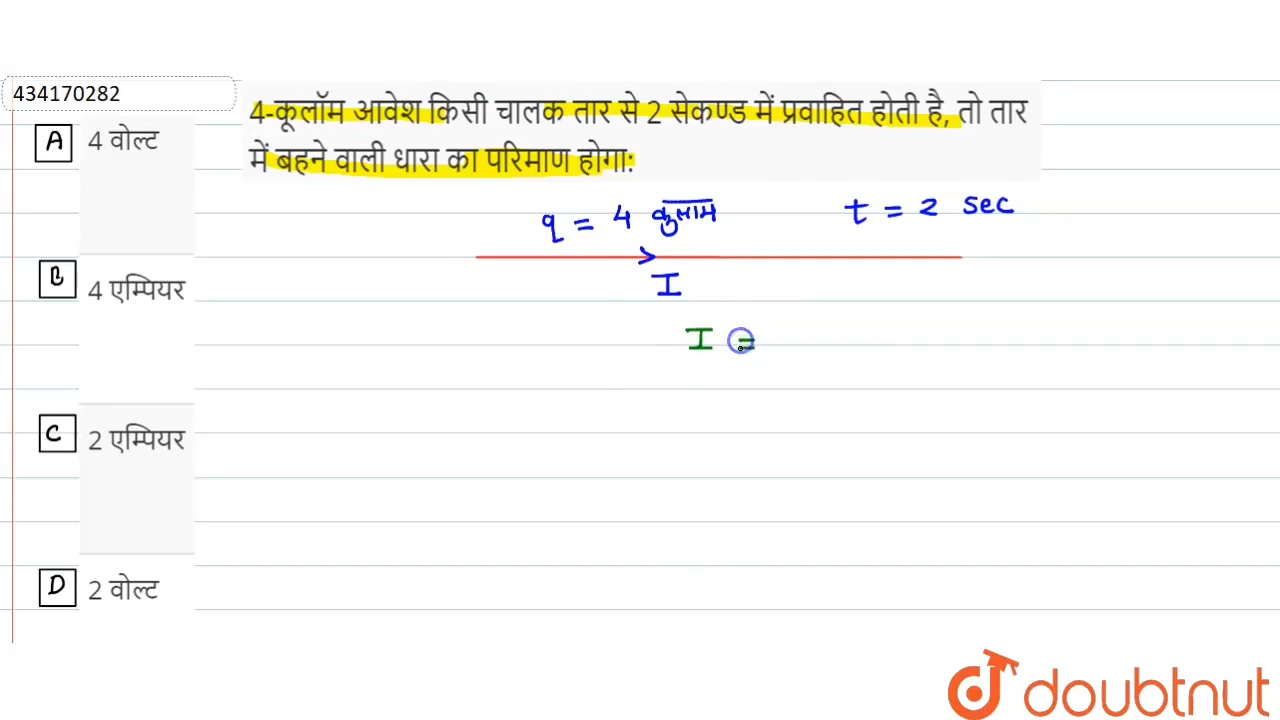 434170282
4-कूलॉम आवेश किसी चालक तार से 2 सेकण्ड में प्रवाहित होती है, तो तार
में बहने वाली धारा का परिमाण होगा:
A 4 वोल्ट
B 4 एम्पियर
C 2 एम्पियर
D 2 वोल्ट
q = 4 कुलाम t = 2 sec
I
I =
doubtnut